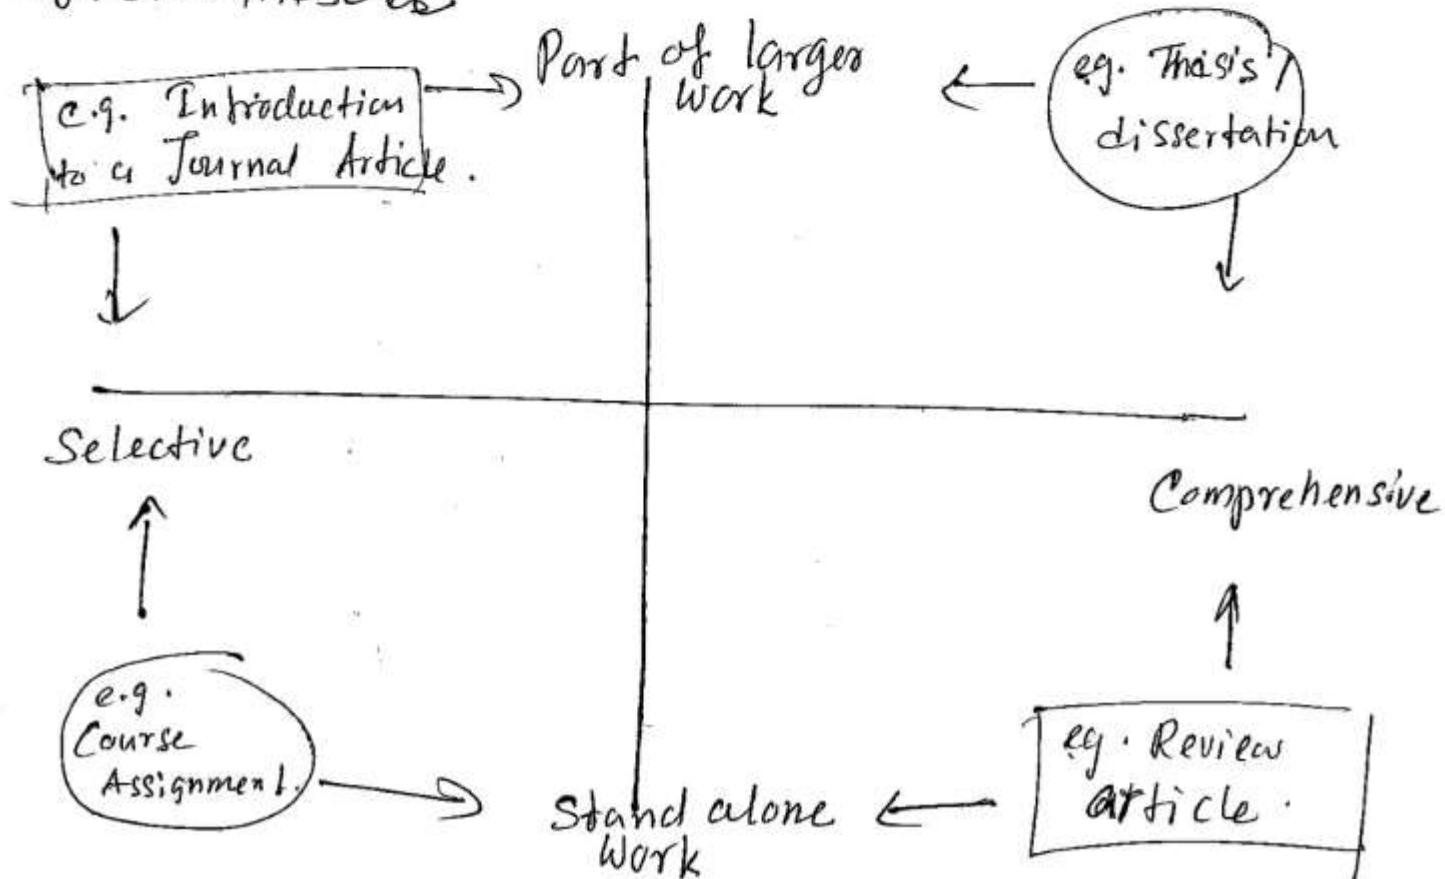 Part of larger
work
e.g. Introduction
to a Journal Article.
eg. Thasis/
dissertation
Selective
Comprehensive
e.g.
Course
Assignment.
Stand alone
work
eg. Review
article.